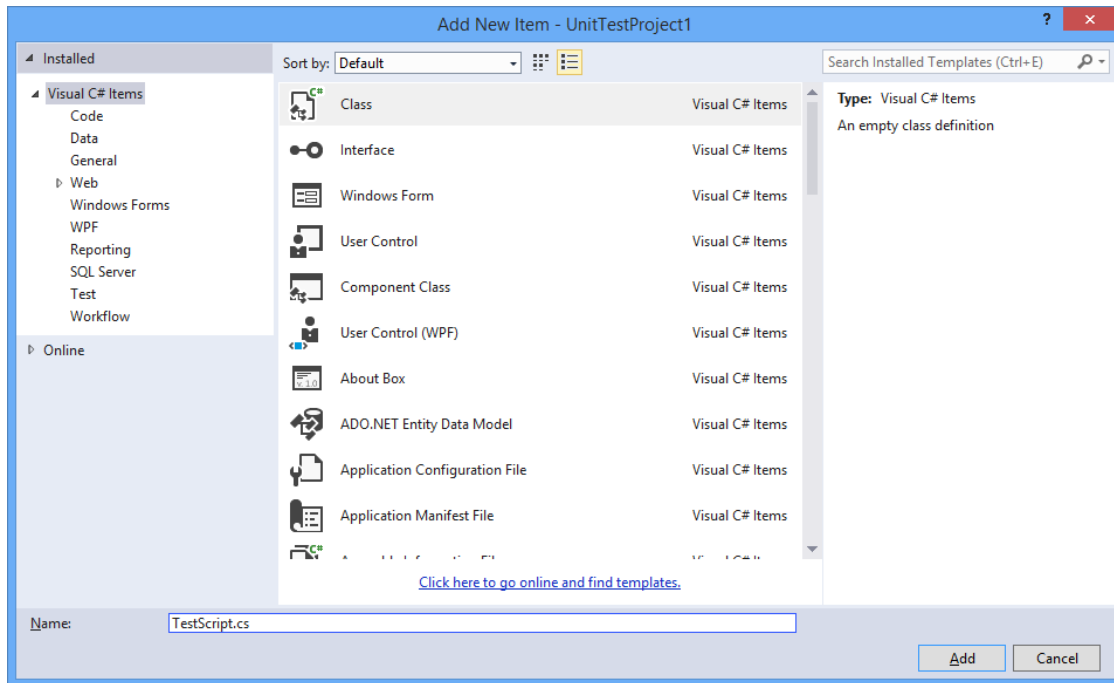 Add New Item - UnitTestProject1
? ×
Installed
Sort by: Default
Search Installed Templates (Ctrl+E)
Visual C# Items
Code
Data
General
Web
Windows Forms
WPF
Reporting
SQL Server
Test
Workflow
Online
C#
Class Visual C# Items
Interface Visual C# Items
Windows Form Visual C# Items
User Control Visual C# Items
Component Class Visual C# Items
User Control (WPF) Visual C# Items
v. 1.0
About Box Visual C# Items
ADO.NET Entity Data Model Visual C# Items
Application Configuration File Visual C# Items
Application Manifest File Visual C# Items
C#
Click here to go online and find templates.
Type: Visual C# Items
An empty class definition
Name: TestScript.cs
Add Cancel